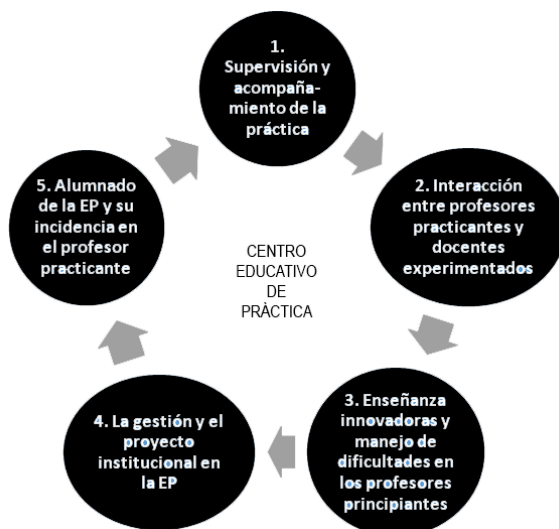 1.
Supervisión y
acompaña-
miento de la
práctica
2. Interacción
entre profesores
practicantes y
docentes
experimentados
3. Enseñanza
innovadoras y
manejo de
dificultades en
los profesores
principiantes
4. La gestión y el
proyecto
institucional en
la EP
5. Alumnado
de la EP y su
incidencia en
el profesor
practicante
CENTRO
EDUCATIVO
DE
PRÀCTICA